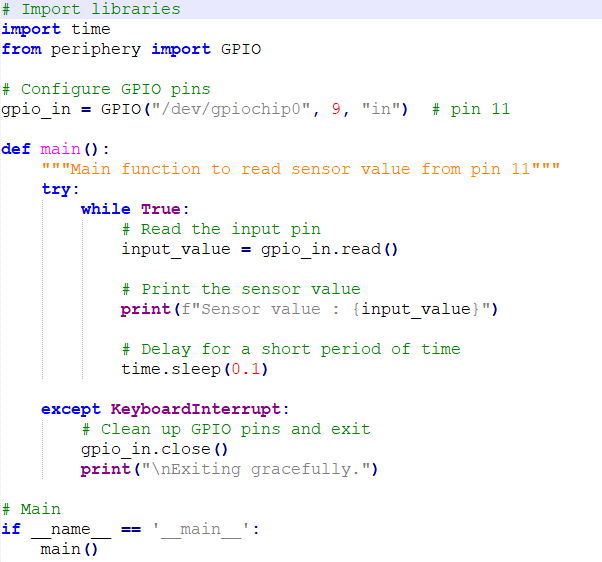 # Import libraries
import time
from periphery import GPIO

# Configure GPIO pins
gpio_in = GPIO("/dev/gpiochip0", 9, "in")  # pin 11

def main():
    """Main function to read sensor value from pin 11"""
    try:
        while True:
            # Read the input pin
            input_value = gpio_in.read()

            # Print the sensor value
            print(f"Sensor value : {input_value}")

            # Delay for a short period of time
            time.sleep(0.1)

    except KeyboardInterrupt:
        # Clean up GPIO pins and exit
        gpio_in.close()
        print("\nExiting gracefully.")

# Main
if __name__ == '__main__':
    main()